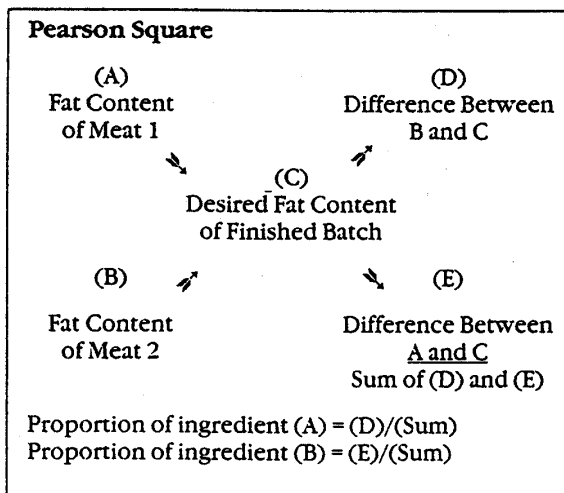 Pearson Square
(A)
Fat Content
of Meat 1
(D)
Difference Between
B and C
(C)
Desired Fat Content
of Finished Batch
(B)
Fat Content
of Meat 2
(E)
Difference Between
A and C
Sum of (D) and (E)
Proportion of ingredient (A) = (D)/(Sum)
Proportion of ingredient (B) = (E)/(Sum)